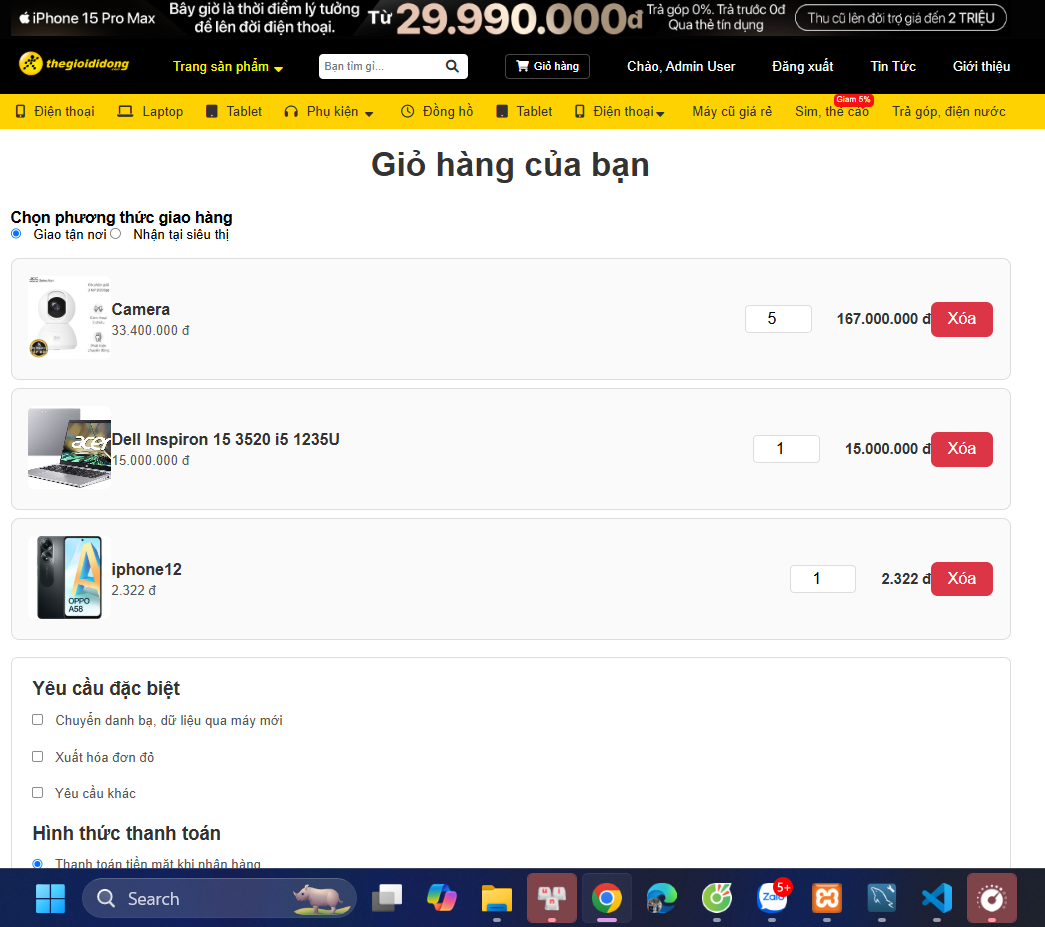 iPhone 15 Pro Max
Bây giờ là thời điểm lý tưởng
để lên đời điện thoại.
Từ 29.990.000đ
Trả góp 0%. Trả trước 0đ
Qua thẻ tín dụng
Thu cũ lên đời trợ giá đến 2 TRIỆU
thegioididong
Trang sản phẩm
Bạn tìm gì...
Giỏ hàng
Chào, Admin User
Đăng xuất
Tin Tức
Giới thiệu
Điện thoại
Laptop
Tablet
Phụ kiện
Đồng hồ
Tablet
Điện thoại
Máy cũ giá rẻ
Giam 5%
Sim, thẻ cào
Trả góp, điện nước
Giỏ hàng của bạn
Chọn phương thức giao hàng
Giao tận nơi
Nhận tại siêu thị
Camera
33.400.000 đ
5
167.000.000 đ
Xóa
acer
Dell Inspiron 15 3520 i5 1235U
15.000.000 đ
1
15.000.000 đ
Xóa
OPPO
A58
iphone12
2.322 đ
1
2.322 đ
Xóa
Yêu cầu đặc biệt
Chuyển danh bạ, dữ liệu qua máy mới
Xuất hóa đơn đỏ
Yêu cầu khác
Hình thức thanh toán
Thanh toán tiền mặt khi nhận hàng
Search
Zalo
5+